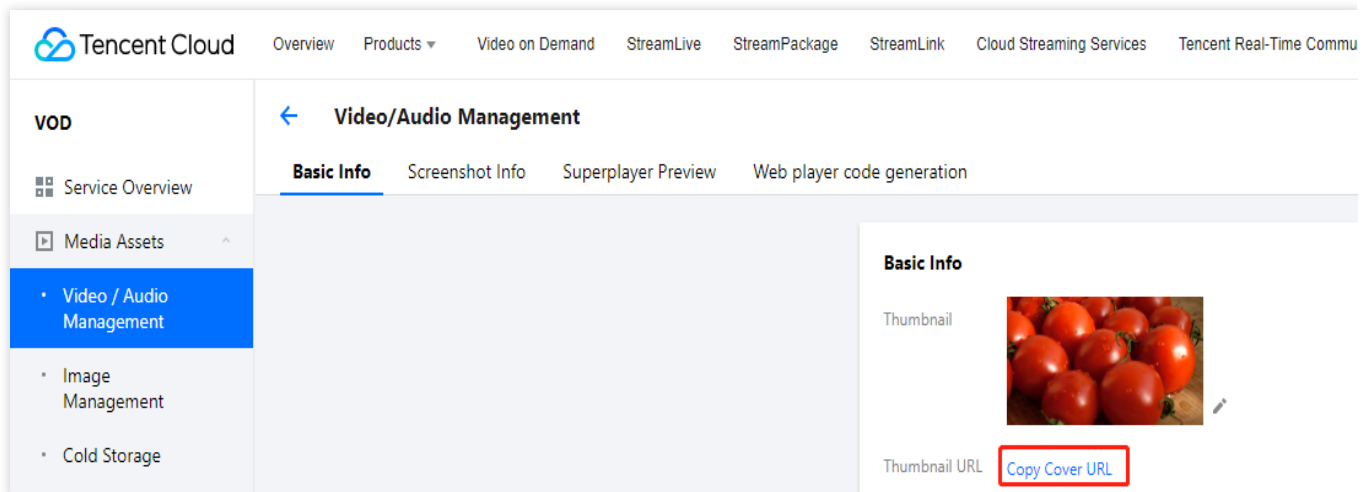 Tencent Cloud Overview Products Video on Demand StreamLive StreamPackage StreamLink Cloud Streaming Services Tencent Real-Time Commu
VOD
Service Overview
Media Assets
Video / Audio
Management
Image
Management
Cold Storage
Video/Audio Management
Basic Info Screenshot Info Superplayer Preview Web player code generation
Basic Info
Thumbnail
Thumbnail URL Copy Cover URL